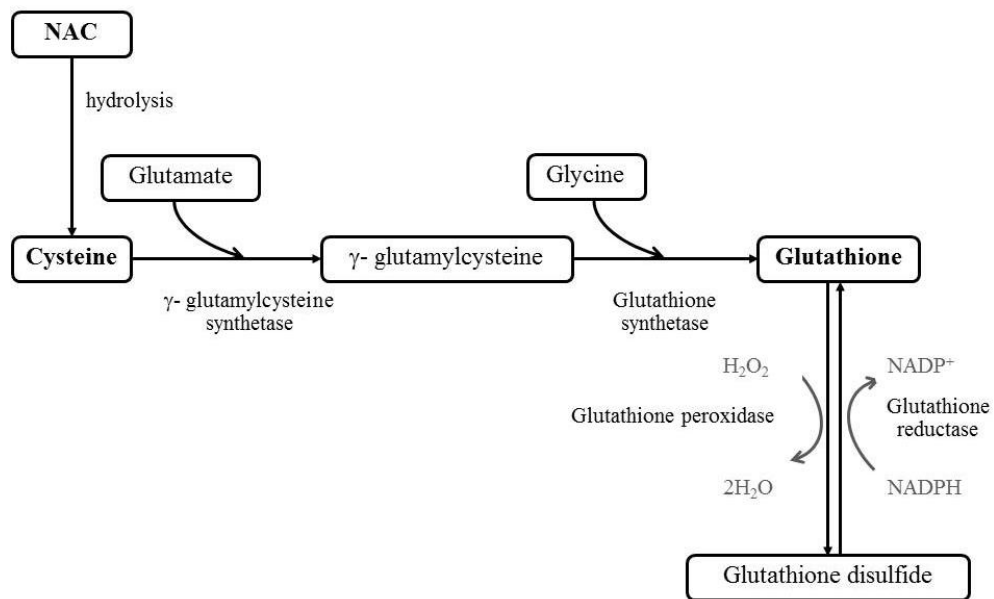 NAC
hydrolysis
Glutamate
Glycine
Cysteine
γ- glutamylcysteine
Glutathione
γ- glutamylcysteine
synthetase
Glutathione
synthetase
H₂O₂
NADP⁺
Glutathione peroxidase
Glutathione
reductase
2H₂O
NADPH
Glutathione disulfide